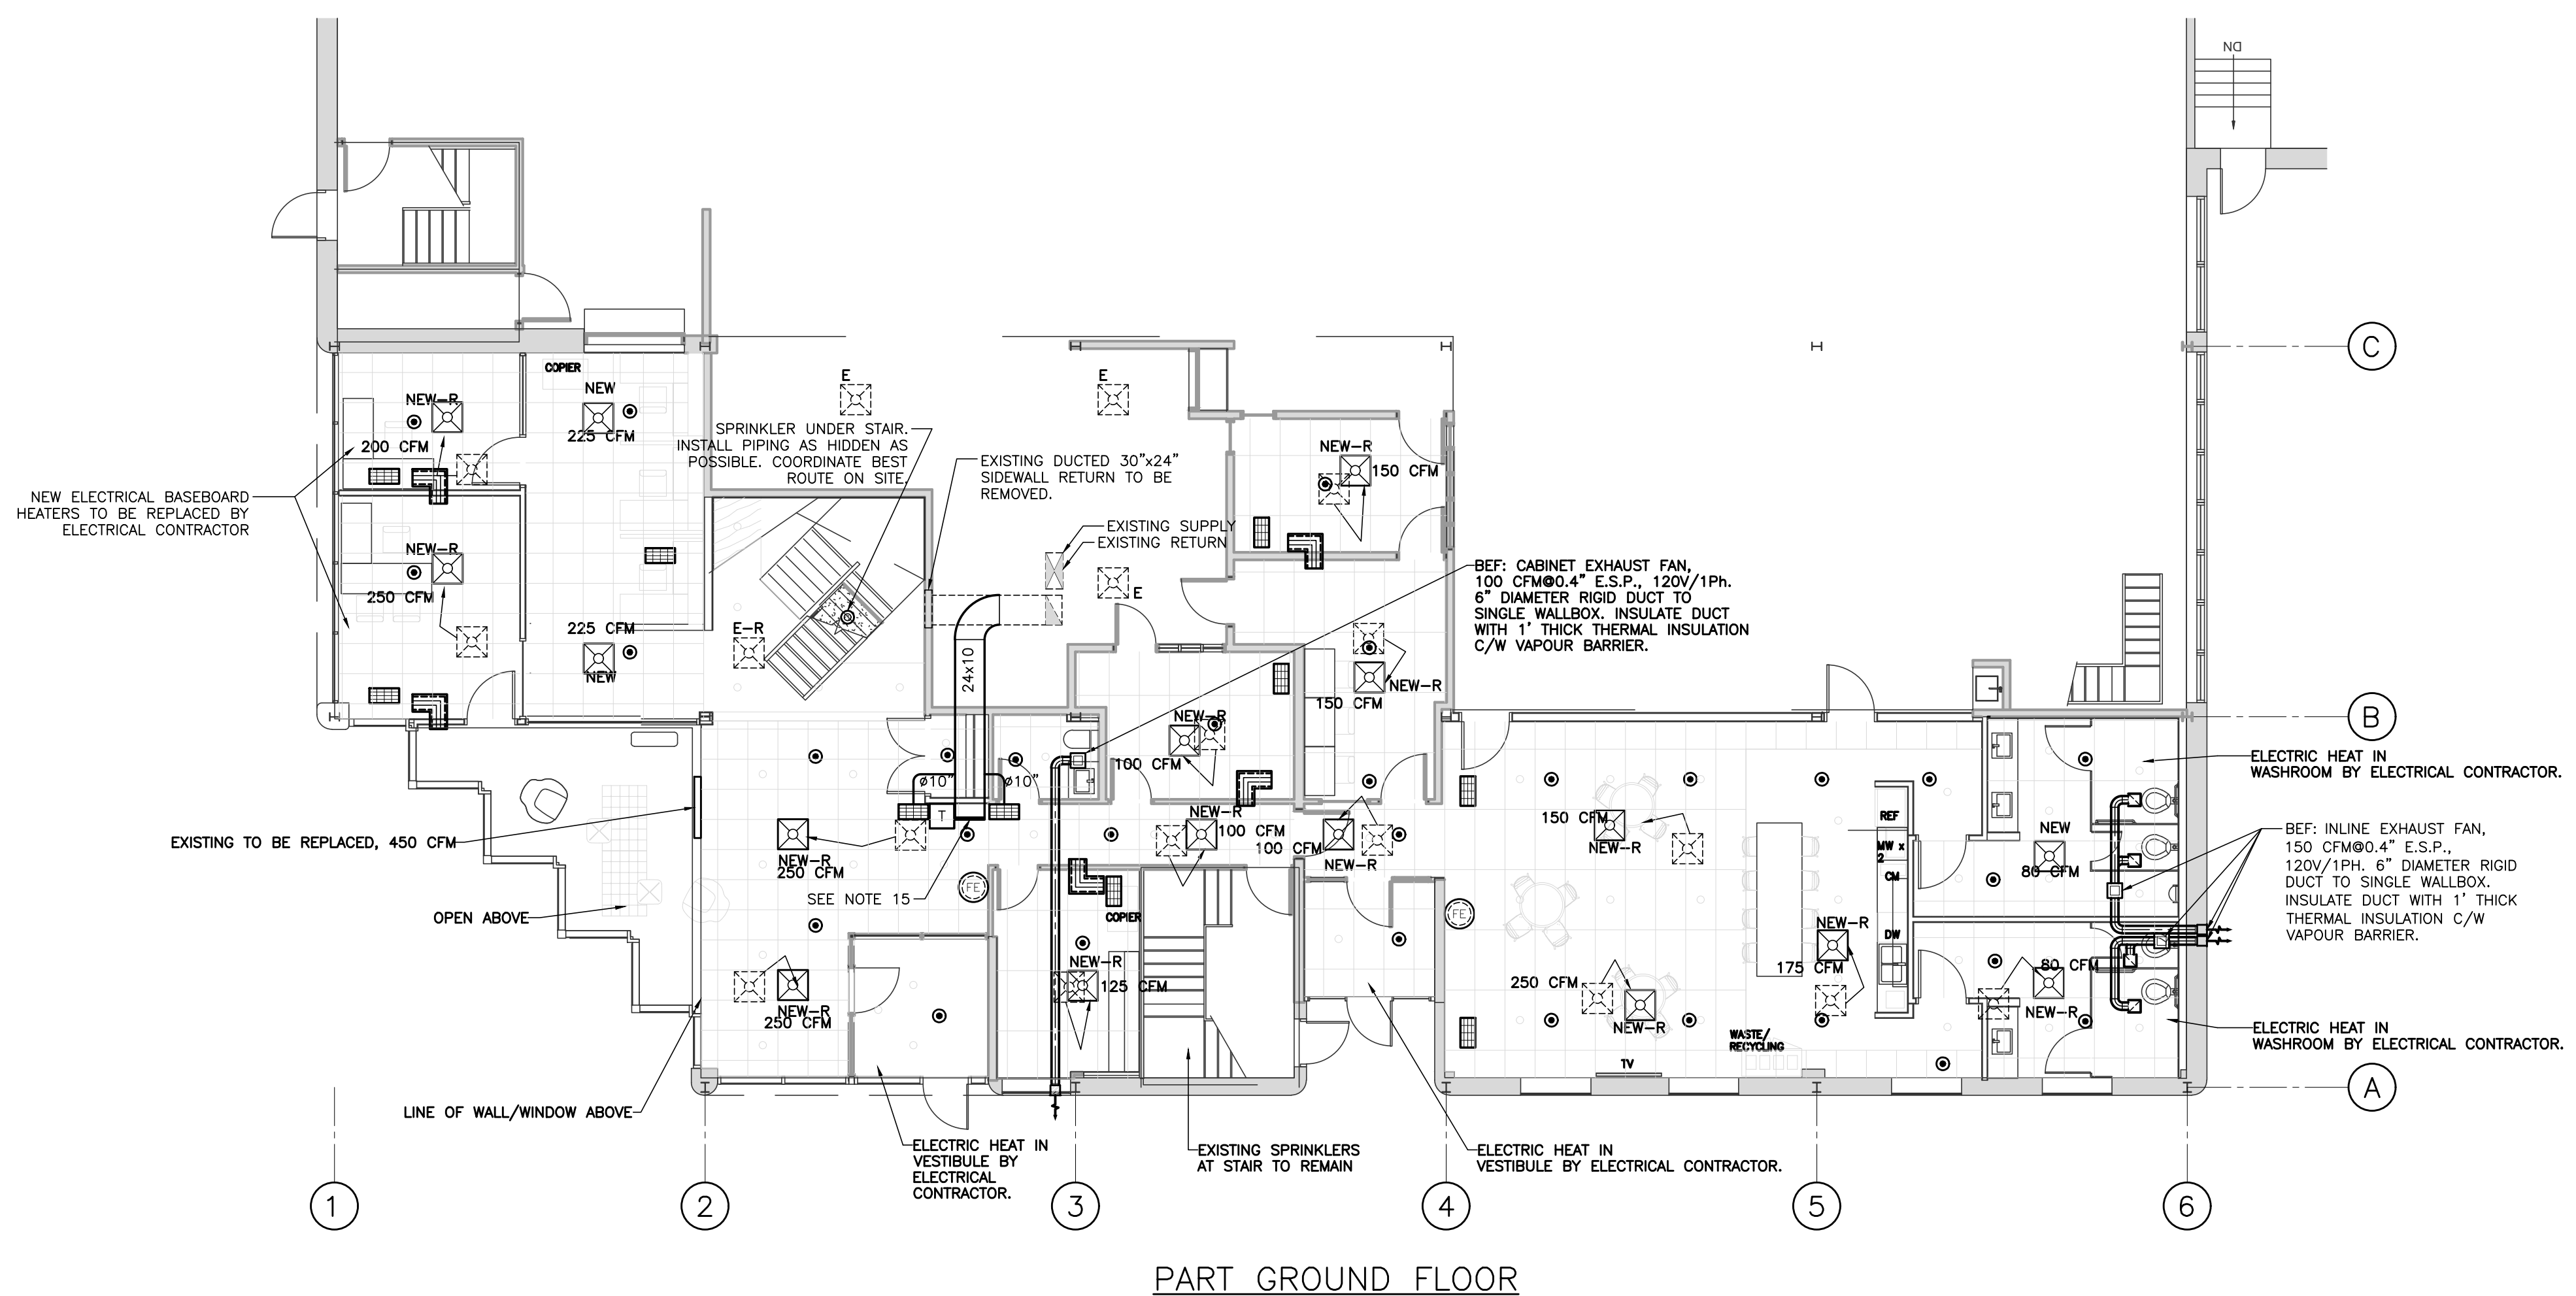 DN
C
COPIER
NEW
NEW-R
225 CFM
200 CFM
E
E
SPRINKLER UNDER STAIR.
INSTALL PIPING AS HIDDEN AS
POSSIBLE. COORDINATE BEST
ROUTE ON SITE.
EXISTING DUCTED 30"x24"
SIDEWALL RETURN TO BE
REMOVED.
NEW-R
150 CFM
NEW ELECTRICAL BASEBOARD
HEATERS TO BE REPLACED BY
ELECTRICAL CONTRACTOR
EXISTING SUPPLY
EXISTING RETURN
NEW-R
250 CFM
E
BEF: CABINET EXHAUST FAN,
100 CFM@0.4" E.S.P., 120V/1Ph.
6" DIAMETER RIGID DUCT TO
SINGLE WALLBOX. INSULATE DUCT
WITH 1' THICK THERMAL INSULATION
C/W VAPOUR BARRIER.
225 CFM
NEW
E-R
24x10
NEW-R
150 CFM
B
NEW-R
100 CFM
ø10"
ø10"
T
ELECTRIC HEAT IN
WASHROOM BY ELECTRICAL CONTRACTOR.
EXISTING TO BE REPLACED, 450 CFM
NEW-R
250 CFM
NEW-R
100 CFM
100 CFM
NEW-R
150 CFM
NEW-R
REF
MW x
2
CM
DW
NEW
80 CFM
BEF: INLINE EXHAUST FAN,
150 CFM@0.4" E.S.P.,
120V/1PH. 6" DIAMETER RIGID
DUCT TO SINGLE WALLBOX.
INSULATE DUCT WITH 1' THICK
THERMAL INSULATION C/W
VAPOUR BARRIER.
SEE NOTE 15
FE
FE
OPEN ABOVE
COPIER
NEW-R
125 CFM
NEW-R
250 CFM
250 CFM
NEW-R
NEW-R
175 CFM
80 CFM
NEW-R
WASTE/
RECYCLING
TV
ELECTRIC HEAT IN
WASHROOM BY ELECTRICAL CONTRACTOR.
A
LINE OF WALL/WINDOW ABOVE
ELECTRIC HEAT IN
VESTIBULE BY
ELECTRICAL
CONTRACTOR.
EXISTING SPRINKLERS
AT STAIR TO REMAIN
ELECTRIC HEAT IN
VESTIBULE BY ELECTRICAL CONTRACTOR.
1
2
3
4
5
6
PART GROUND FLOOR